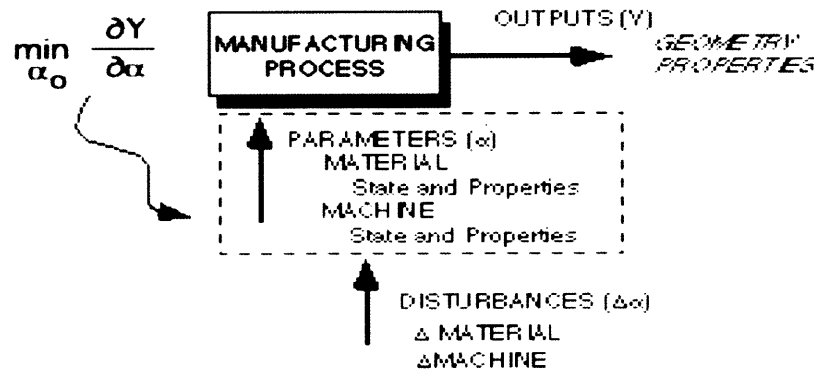 min ∂Y
α₀ ∂α
MANUFACTURING
PROCESS
OUTPUTS (Y)
GEOMETRY
PROPERTIES
PARAMETERS (α)
MATERIAL
State and Properties
MACHINE
State and Properties
DISTURBANCES (Δα)
Δ MATERIAL
ΔMACHINE